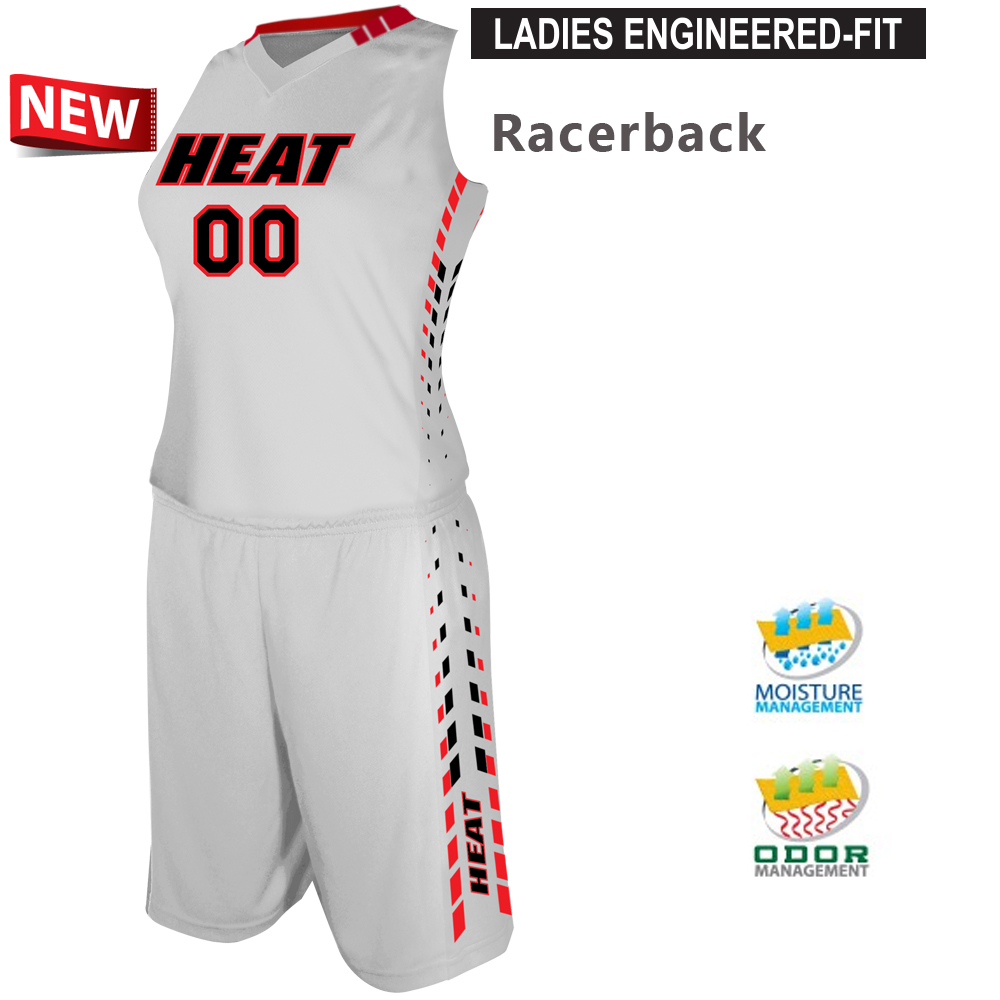 LADIES ENGINEERED-FIT
NEW
Racerback
HEAT
00
HEAT
MOISTURE
MANAGEMENT
ODOR
MANAGEMENT